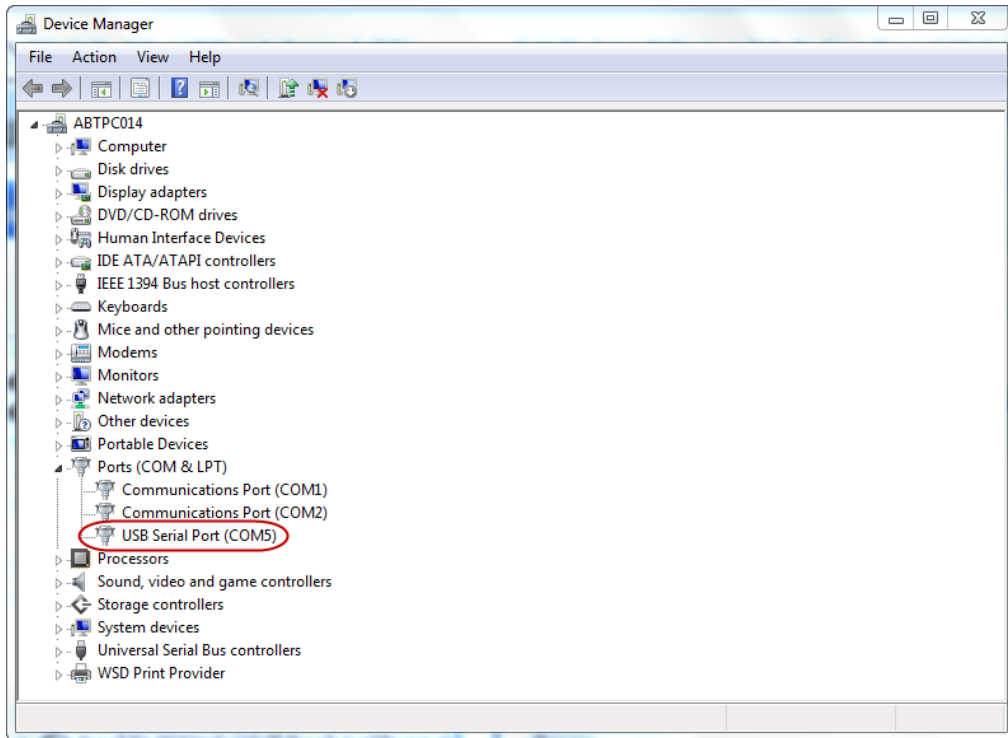 Device Manager
File Action View Help
ABTPC014
Computer
Disk drives
Display adapters
DVD/CD-ROM drives
Human Interface Devices
IDE ATA/ATAPI controllers
IEEE 1394 Bus host controllers
Keyboards
Mice and other pointing devices
Modems
Monitors
Network adapters
Other devices
Portable Devices
Ports (COM & LPT)
Communications Port (COM1)
Communications Port (COM2)
USB Serial Port (COM5)
Processors
Sound, video and game controllers
Storage controllers
System devices
Universal Serial Bus controllers
WSD Print Provider